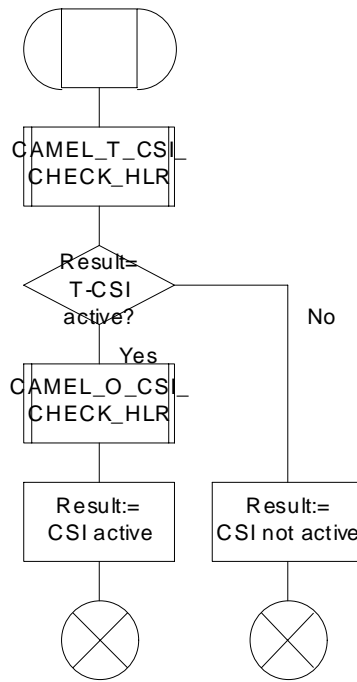 CAMEL_T_CSI_
CHECK_HLR
Result=
T-CSI
active?
No
Yes
CAMEL_O_CSI_
CHECK_HLR
Result:=
CSI active
Result:=
CSI not active